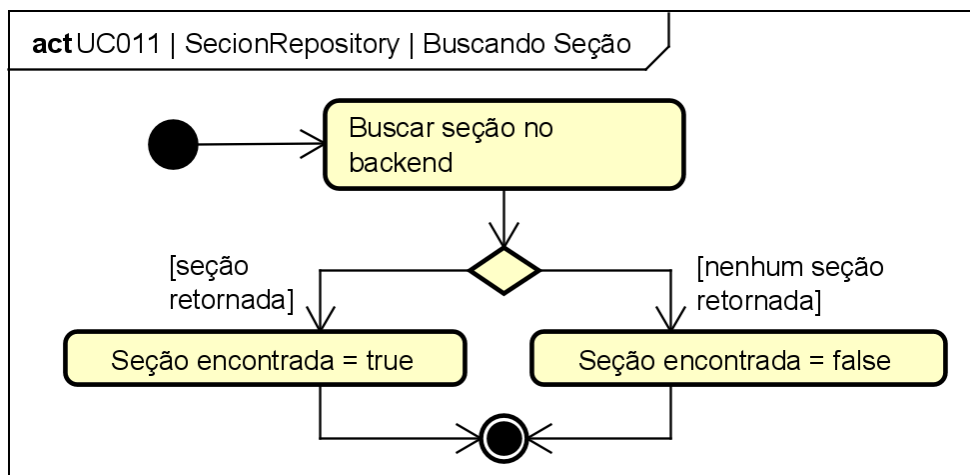 act UC011 | SecionRepository | Buscando Seção
Buscar seção no
backend
[seção
retornada]
[nenhum seção
retornada]
Seção encontrada = true
Seção encontrada = false